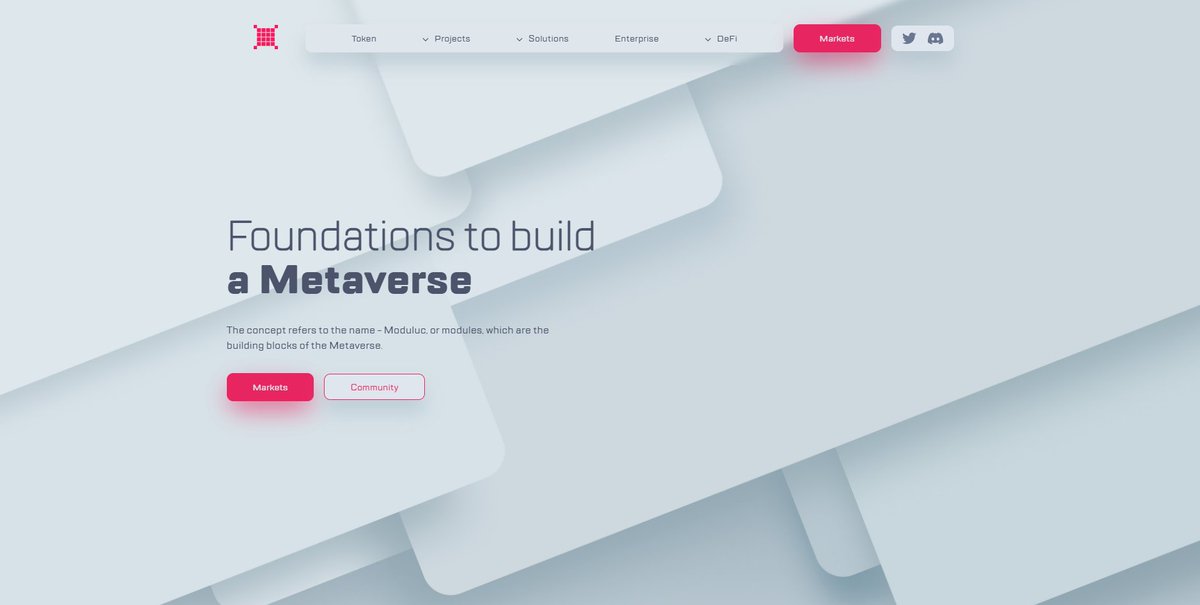 Token Projects Solutions Enterprise DeFi Markets
Foundations to build
a Metaverse
The concept refers to the name - Moduluc, or modules, which are the
building blocks of the Metaverse.
Markets Community